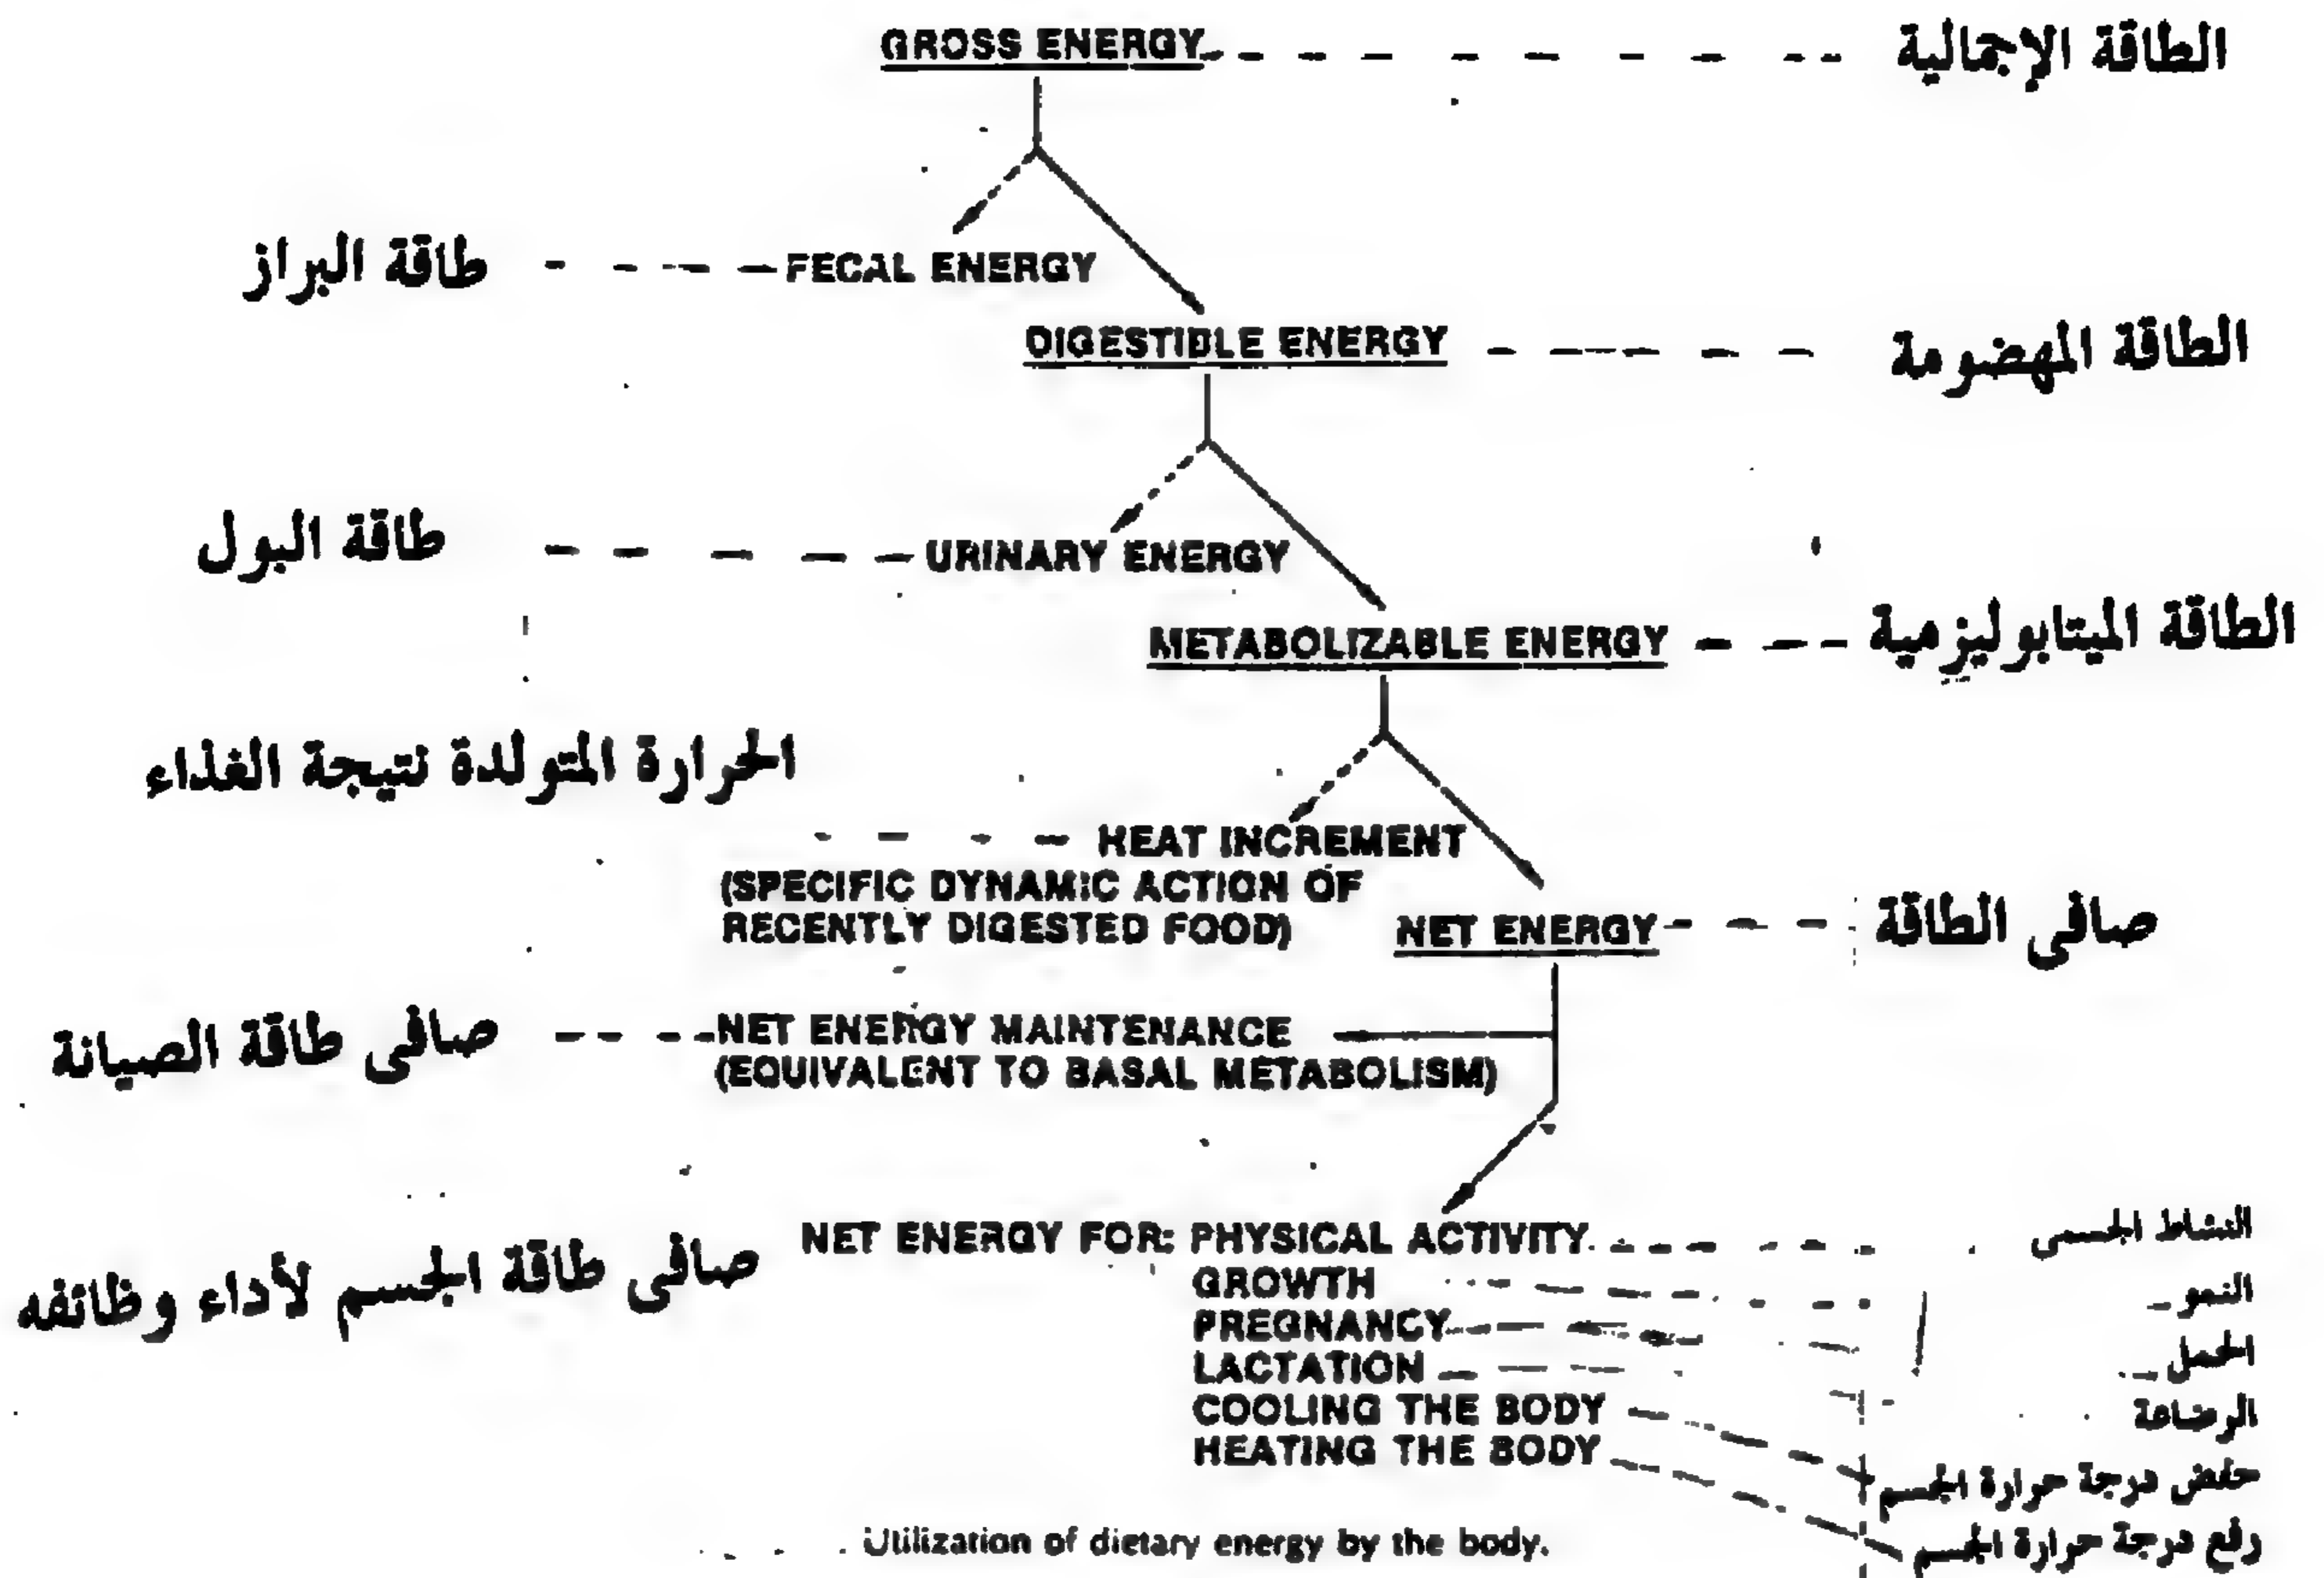 GROSS ENERGY الطاقة الإجمالية
طاقة البراز FECAL ENERGY
DIGESTIBLE ENERGY الطاقة المهضومة
طاقة البول URINARY ENERGY
METABOLIZABLE ENERGY الطاقة الميتابوليزمية
الحرارة المتولدة نتيجة الغذاء
HEAT INCREMENT
(SPECIFIC DYNAMIC ACTION OF
RECENTLY DIGESTED FOOD)
NET ENERGY صافى الطاقة
صافى طاقة الصيانة NET ENERGY MAINTENANCE
(EQUIVALENT TO BASAL METABOLISM)
صافى طاقة الجسم لأداء وظائفه
NET ENERGY FOR: PHYSICAL ACTIVITY النشاط الجسمى
GROWTH النمو
PREGNANCY الحمل
LACTATION الرضاعة
COOLING THE BODY خفض درجة حرارة الجسم
HEATING THE BODY رفع درجة حرارة الجسم
Utilization of dietary energy by the body.